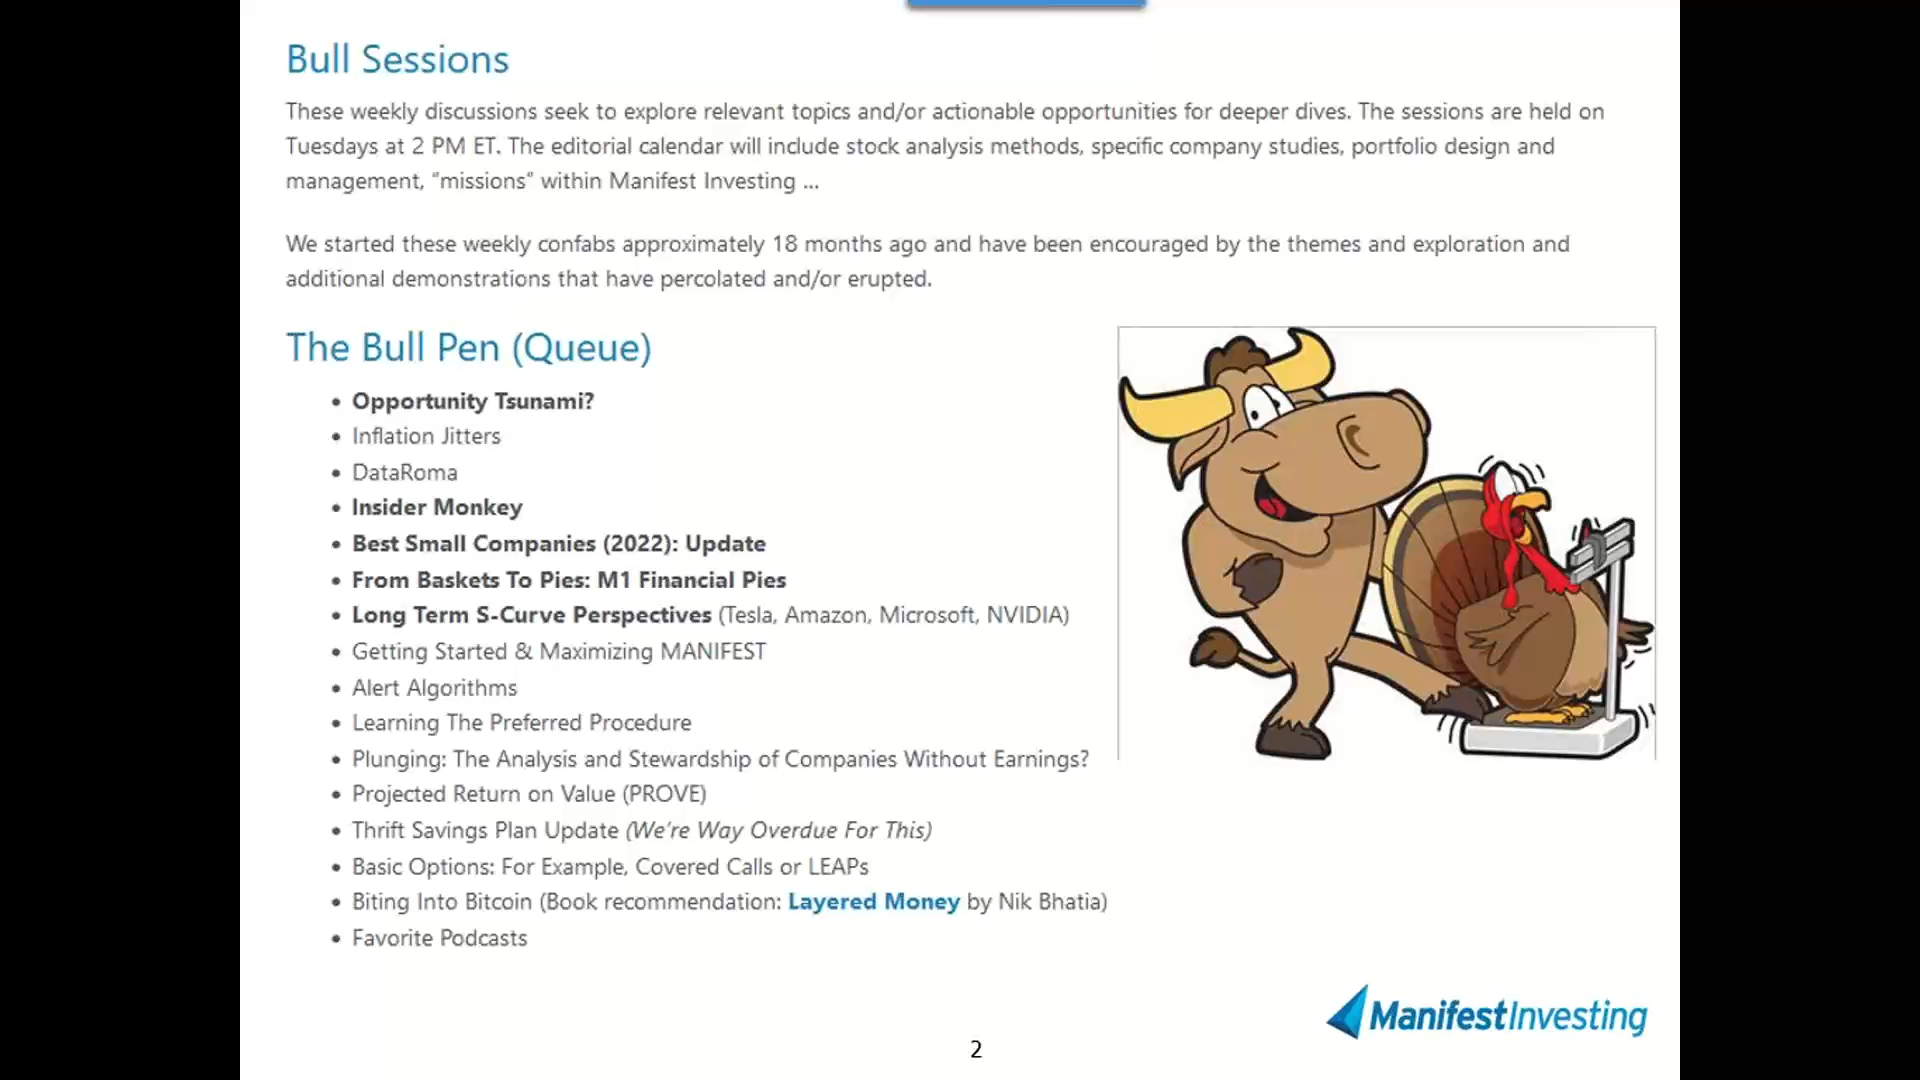 Bull Sessions
These weekly discussions seek to explore relevant topics and/or actionable opportunities for deeper dives. The sessions are held on
Tuesdays at 2 PM ET. The editorial calendar will include stock analysis methods, specific company studies, portfolio design and
management, “missions” within Manifest Investing ...
We started these weekly confabs approximately 18 months ago and have been encouraged by the themes and exploration and
additional demonstrations that have percolated and/or erupted.
The Bull Pen (Queue)
• Opportunity Tsunami?
• Inflation Jitters
• DataRoma
• Insider Monkey
• Best Small Companies (2022): Update
• From Baskets To Pies: M1 Financial Pies
• Long Term S-Curve Perspectives (Tesla, Amazon, Microsoft, NVIDIA)
• Getting Started & Maximizing MANIFEST
• Alert Algorithms
• Learning The Preferred Procedure
• Plunging: The Analysis and Stewardship of Companies Without Earnings?
• Projected Return on Value (PROVE)
• Thrift Savings Plan Update (We’re Way Overdue For This)
• Basic Options: For Example, Covered Calls or LEAPs
• Biting Into Bitcoin (Book recommendation: Layered Money by Nik Bhatia)
• Favorite Podcasts
ManifestInvesting
2